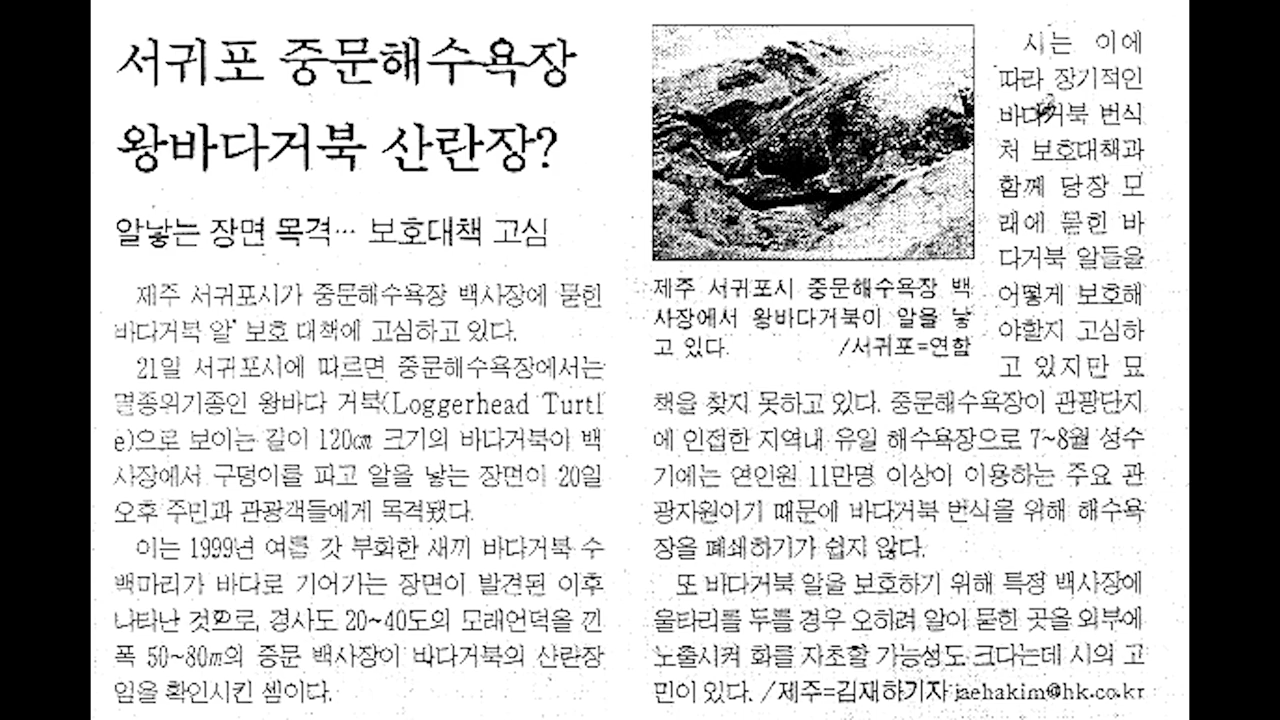 서귀포 중문해수욕장
왕바다거북 산란장?
알낳는 장면 목격… 보호대책 고심
제주 서귀포시가 중문해수욕장 백사장에 묻힌
바다거북 알' 보호 대책에 고심하고 있다.
21일 서귀포시에 따르면 중문해수욕장에서는
멸종위기종인 왕바다 거북(Loggerhead Turtl
e)으로 보이는 길이 120㎝ 크기의 바다거북이 백
사장에서 구덩이를 파고 알을 낳는 장면이 20일
오후 주민과 관광객들에게 목격됐다.
이는 1999년 여름 갓 부화한 새끼 바다거북 수
백마리가 바다로 기어가는 장면이 발견된 이후
나타난 것으로, 경사도 20~40도의 모래언덕을 낀
폭 50~80m의 중문 백사장이 바다거북의 산란장
임을 확인시킨 셈이다.
제주 서귀포시 중문해수욕장 백
사장에서 왕바다거북이 알을 낳
고 있다. /서귀포=연합
시는 이에
따라 장기적인
바다거북 번식
처 보호대책과
함께 당장 모
래에 묻힌 바
다거북 알들을
어떻게 보호해
야할지 고심하
고 있지만 묘
책을 찾지 못하고 있다. 중문해수욕장이 관광단지
에 인접한 지역내 유일 해수욕장으로 7~8월 성수
기에는 연인원 11만명 이상이 이용하는 주요 관
광자원이기 때문에 바다거북 번식을 위해 해수욕
장을 폐쇄하기가 쉽지 않다.
또 바다거북 알을 보호하기 위해 특정 백사장에
울타리를 두를 경우 오히려 알이 묻힌 곳을 외부에
노출시켜 화를 자초할 가능성도 크다는데 시의 고
민이 있다. /제주=김재하기자 jaehakim@hk.co.kr